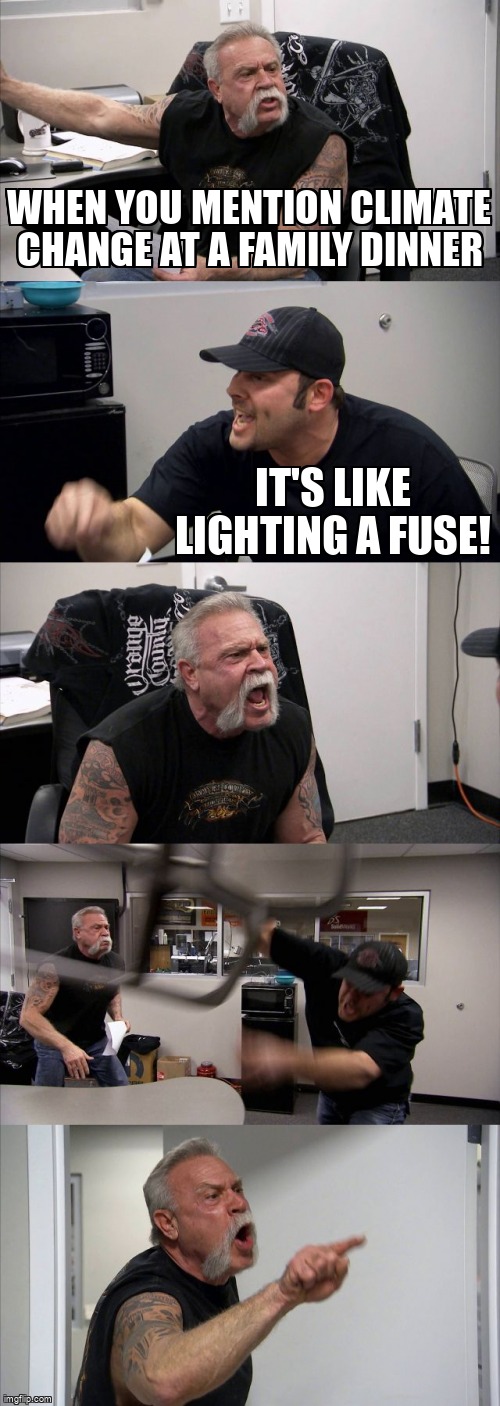 WHEN YOU MENTION CLIMATE
CHANGE AT A FAMILY DINNER
IT'S LIKE
LIGHTING A FUSE!
Orange
County
imgflip.com